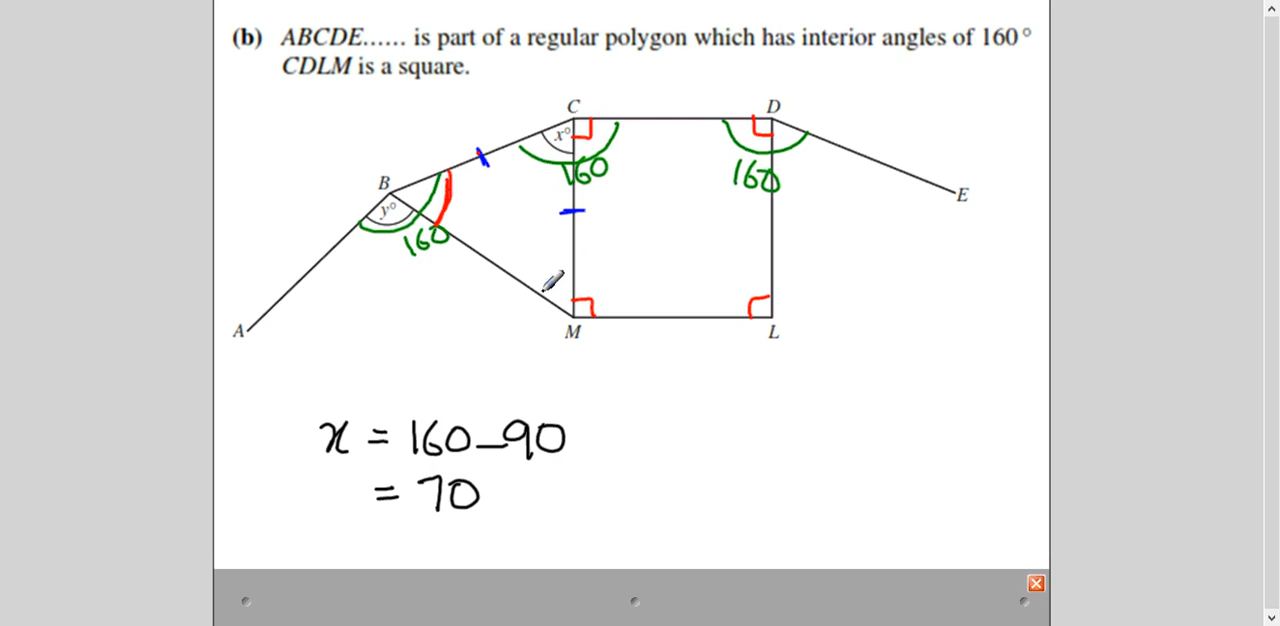 (b) ABCDE...... is part of a regular polygon which has interior angles of 160°
CDLM is a square.
C
D
x°
160
160
B
y°
160
E
A
M
L
x = 160-90
= 70